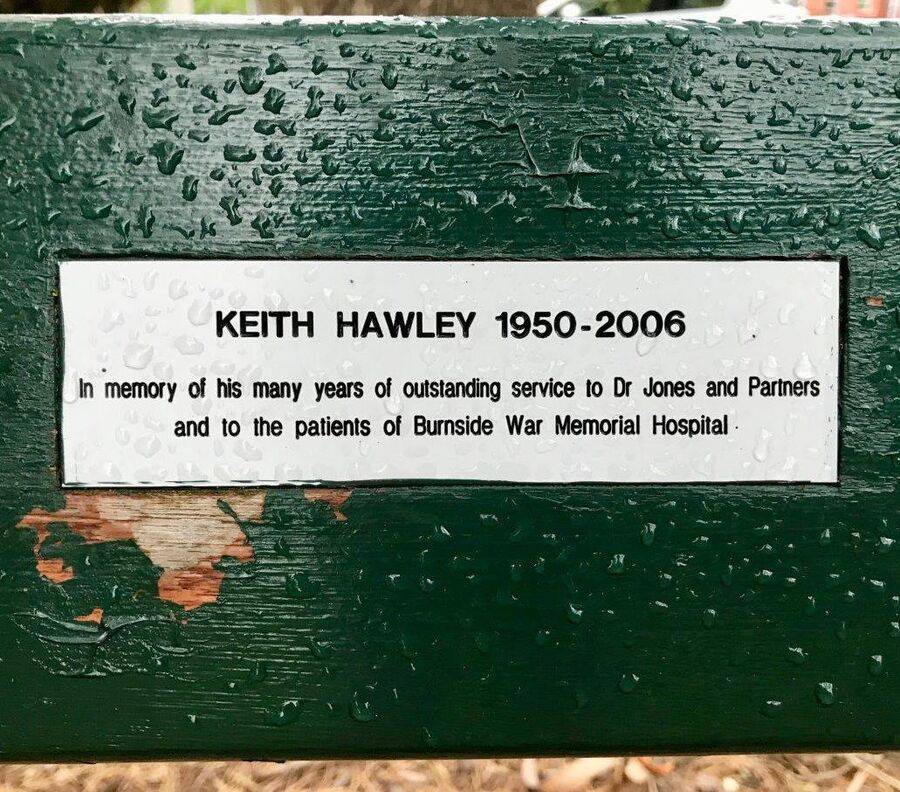 KEITH HAWLEY 1950-2006
In memory of his many years of outstanding service to Dr Jones and Partners
and to the patients of Burnside War Memorial Hospital